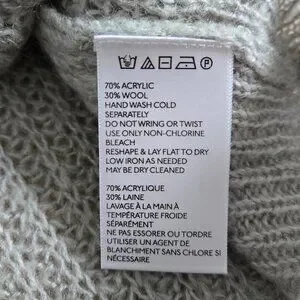 P
70% ACRYLIC
30% WOOL
HAND WASH COLD
SEPARATELY
DO NOT WRING OR TWIST
USE ONLY NON-CHLORINE
BLEACH
RESHAPE & LAY FLAT TO DRY
LOW IRON AS NEEDED
MAY BE DRY CLEANED
70% ACRYLIQUE
30% LAINE
LAVAGE À LA MAIN À
TEMPÉRATURE FROIDE
SÉPARÉMENT
NE PAS ESSORER OU TORDRE
UTILISER UN AGENT DE
BLANCHIMENT SANS CHLORE SI
NÉCESSAIRE